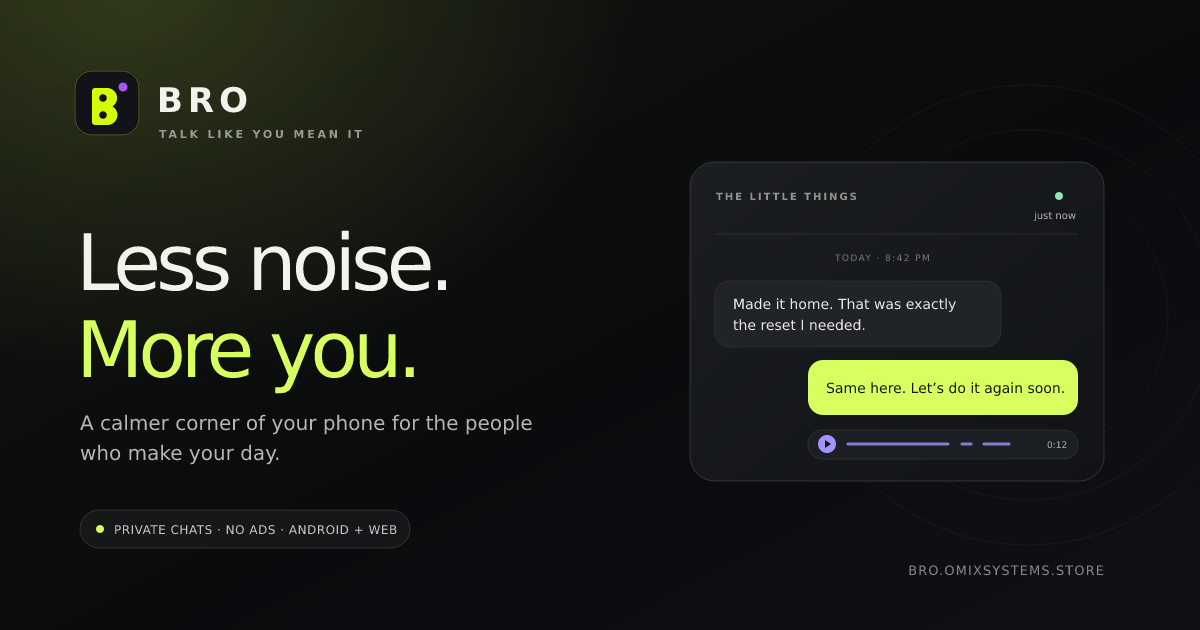 BRO
TALK LIKE YOU MEAN IT
Less noise.
More you.
A calmer corner of your phone for the people
who make your day.
PRIVATE CHATS · NO ADS · ANDROID + WEB
THE LITTLE THINGS
just now
TODAY · 8:42 PM
Made it home. That was exactly
the reset I needed.
Same here. Let’s do it again soon.
0:12
BRO.OMIXSYSTEMS.STORE